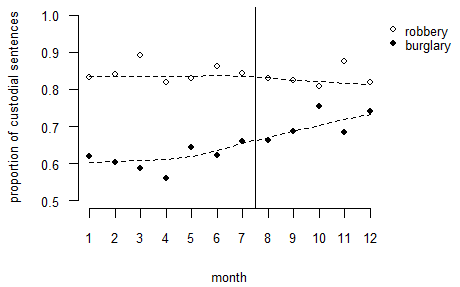 robbery
burglary
proportion of custodial sentences
1.0
0.9
0.8
0.7
0.6
0.5
1 2 3 4 5 6 7 8 9 10 11 12
month